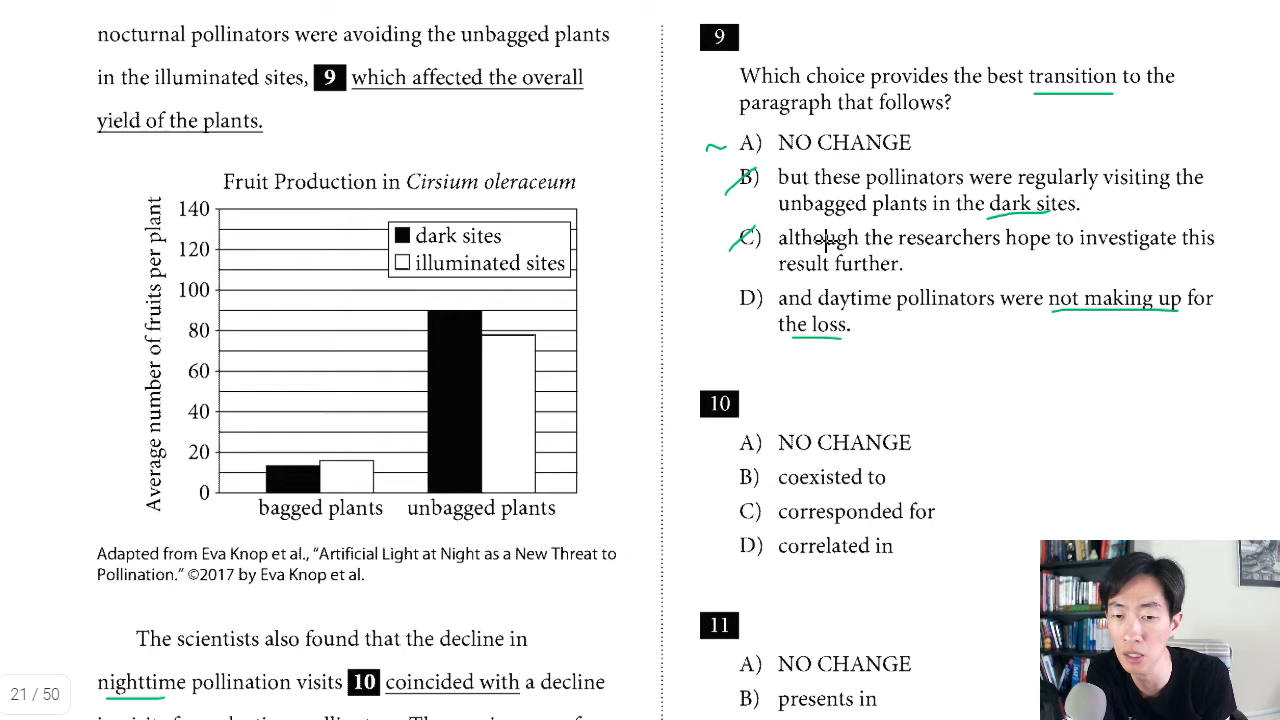 nocturnal pollinators were avoiding the unbagged plants
in the illuminated sites, 9 which affected the overall
yield of the plants.
Fruit Production in Cirsium oleraceum
Average number of fruits per plant
140
120
100
80
60
40
20
0
dark sites
illuminated sites
bagged plants unbagged plants
Adapted from Eva Knop et al., “Artificial Light at Night as a New Threat to
Pollination.” ©2017 by Eva Knop et al.
The scientists also found that the decline in
nighttime pollination visits 10 coincided with a decline
21 / 50
9
Which choice provides the best transition to the
paragraph that follows?
A) NO CHANGE
B) but these pollinators were regularly visiting the
unbagged plants in the dark sites.
C) although the researchers hope to investigate this
result further.
D) and daytime pollinators were not making up for
the loss.
10
A) NO CHANGE
B) coexisted to
C) corresponded for
D) correlated in
11
A) NO CHANGE
B) presents in